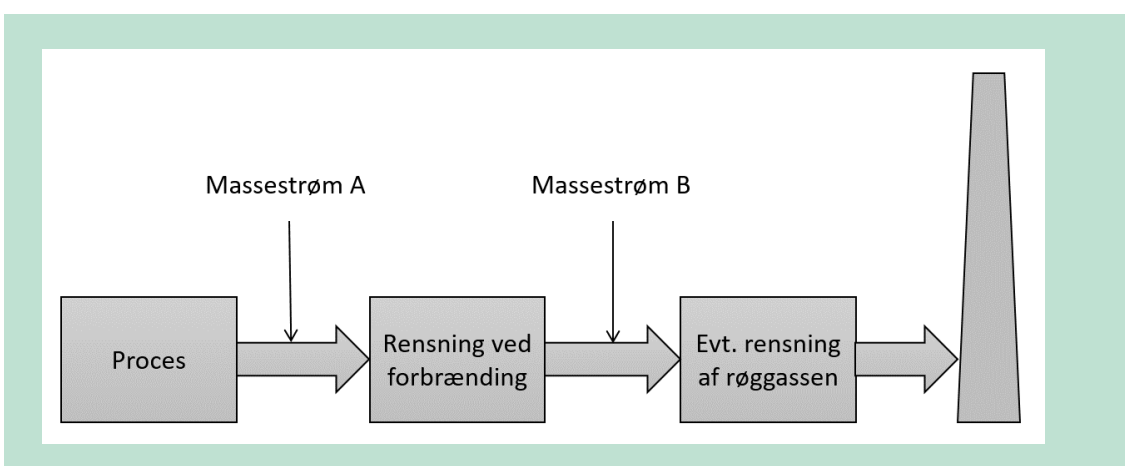 Massestrøm A
Massestrøm B
Proces
Rensning ved
forbrænding
Evt. rensning
af røggassen